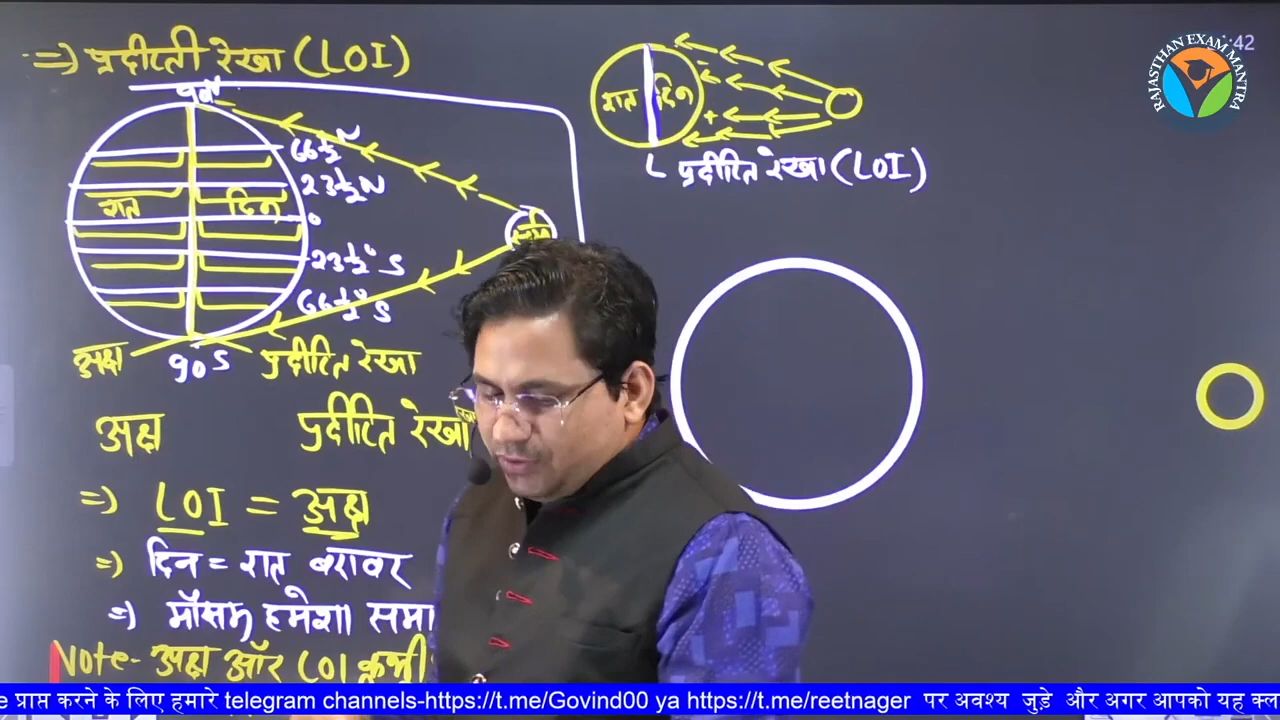 => प्रदीप्ती रेखा (LOI)
90°N
66½°N
23½N
रात दिन
0
23½° S
66½° S
अक्ष 90 S प्रदीप्ति रेखा
अक्ष प्रदीप्ति रेखा
=> LOI = अक्ष
=> दिन = रात बराबर
=> मौसम हमेशा समा
Note- अक्ष और LOI कभी
रात दिन
प्रदीप्ति रेखा (LOI)
:42
RAJASTHAN EXAM MANTRA
e प्राप्त करने के लिए हमारे telegram channels-https://t.me/Govind00 ya https://t.me/reetnager पर अवश्य जुड़े और अगर आपको यह क्ल